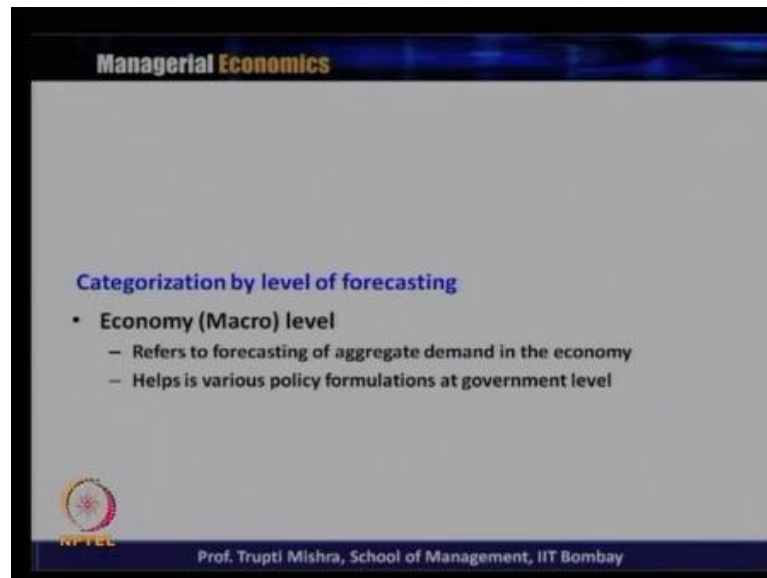 Managerial Economics
Categorization by level of forecasting
• Economy (Macro) level
– Refers to forecasting of aggregate demand in the economy
– Helps is various policy formulations at government level
NPTEL
Prof. Trupti Mishra, School of Management, IIT Bombay